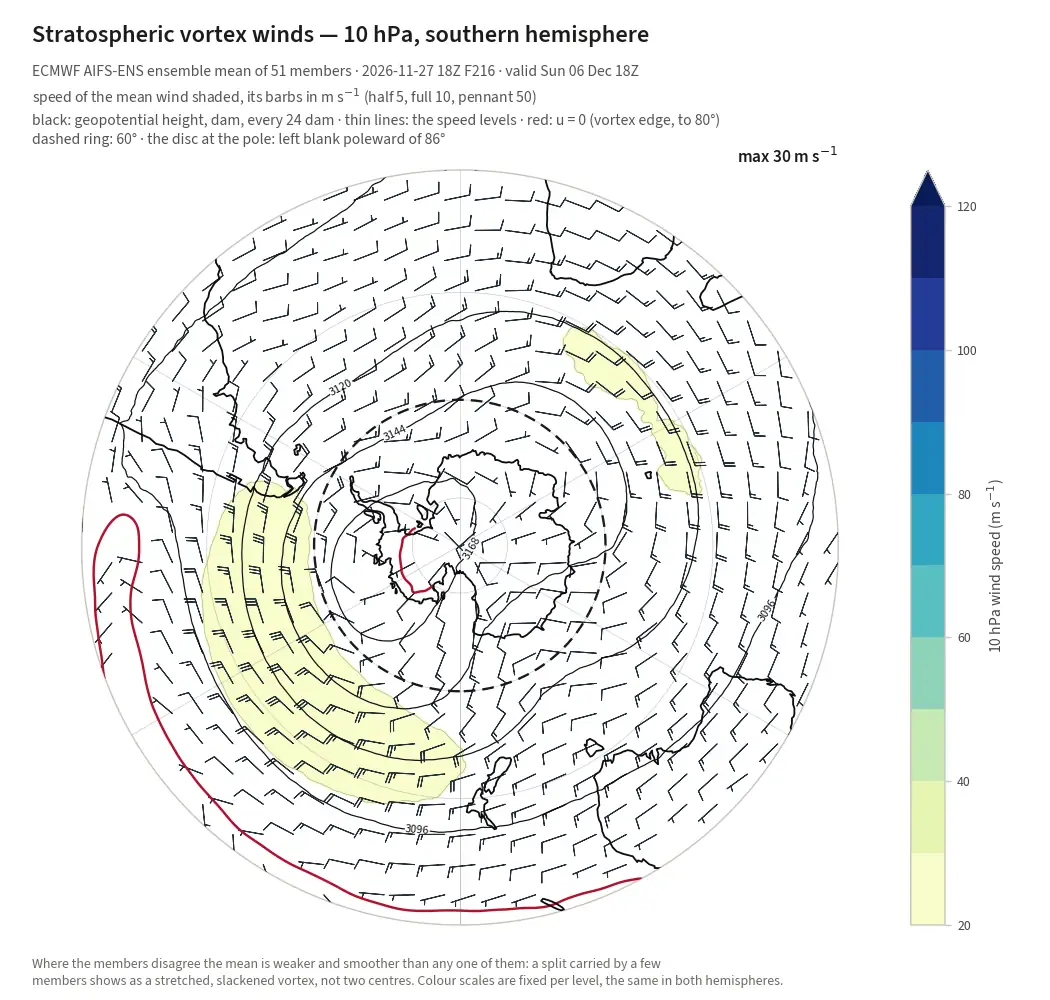 Stratospheric vortex winds — 10 hPa, southern hemisphere
ECMWF AIFS-ENS ensemble mean of 51 members · 2026-11-27 18Z F216 · valid Sun 06 Dec 18Z
speed of the mean wind shaded, its barbs in m s⁻¹ (half 5, full 10, pennant 50)
black: geopotential height, dam, every 24 dam · thin lines: the speed levels · red: u = 0 (vortex edge, to 80°)
dashed ring: 60° · the disc at the pole: left blank poleward of 86°
max 30 m s⁻¹
120
100
80
60
40
20
10 hPa wind speed (m s⁻¹)
3120
3144
3168
3096
3096
Where the members disagree the mean is weaker and smoother than any one of them: a split carried by a few
members shows as a stretched, slackened vortex, not two centres. Colour scales are fixed per level, the same in both hemispheres.